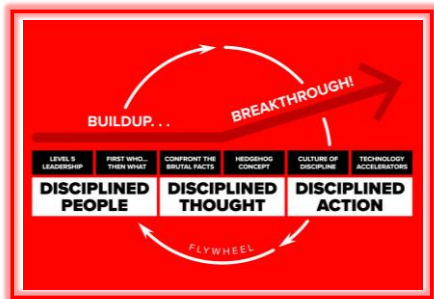 BUILDUP. . .
BREAKTHROUGH!
LEVEL 5
LEADERSHIP
FIRST WHO...
THEN WHAT
CONFRONT THE
BRUTAL FACTS
HEDGEHOG
CONCEPT
CULTURE OF
DISCIPLINE
TECHNOLOGY
ACCELERATORS
DISCIPLINED
PEOPLE
DISCIPLINED
THOUGHT
DISCIPLINED
ACTION
FLYWHEEL